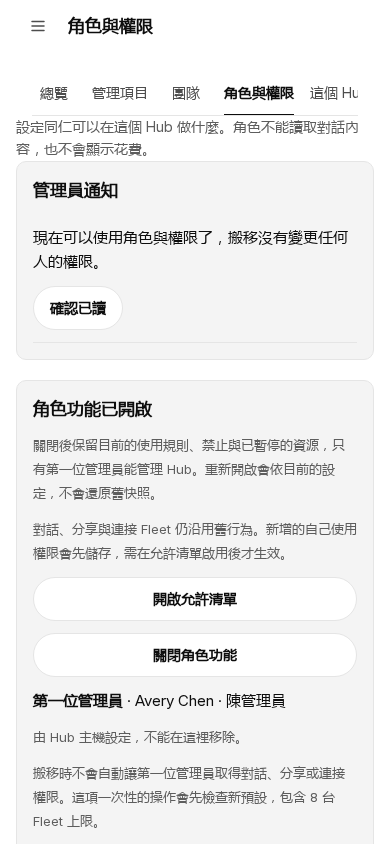 角色與權限
總覽 管理項目 團隊 角色與權限 這個 Hu
設定同仁可以在這個 Hub 做什麼。角色不能讀取對話內
容，也不會顯示花費。
管理員通知
現在可以使用角色與權限了，搬移沒有變更任何
人的權限。
確認已讀
角色功能已開啟
關閉後保留目前的使用規則、禁止與已暫停的資源，只
有第一位管理員能管理 Hub。重新開啟會依目前的設
定，不會還原舊快照。
對話、分享與連接 Fleet 仍沿用舊行為。新增的自己使用
權限會先儲存，需在允許清單啟用後才生效。
開啟允許清單
關閉角色功能
第一位管理員 · Avery Chen · 陳管理員
由 Hub 主機設定，不能在這裡移除。
搬移時不會自動讓第一位管理員取得對話、分享或連接
權限。這項一次性的操作會先檢查新預設，包含 8 台
Fleet 上限。